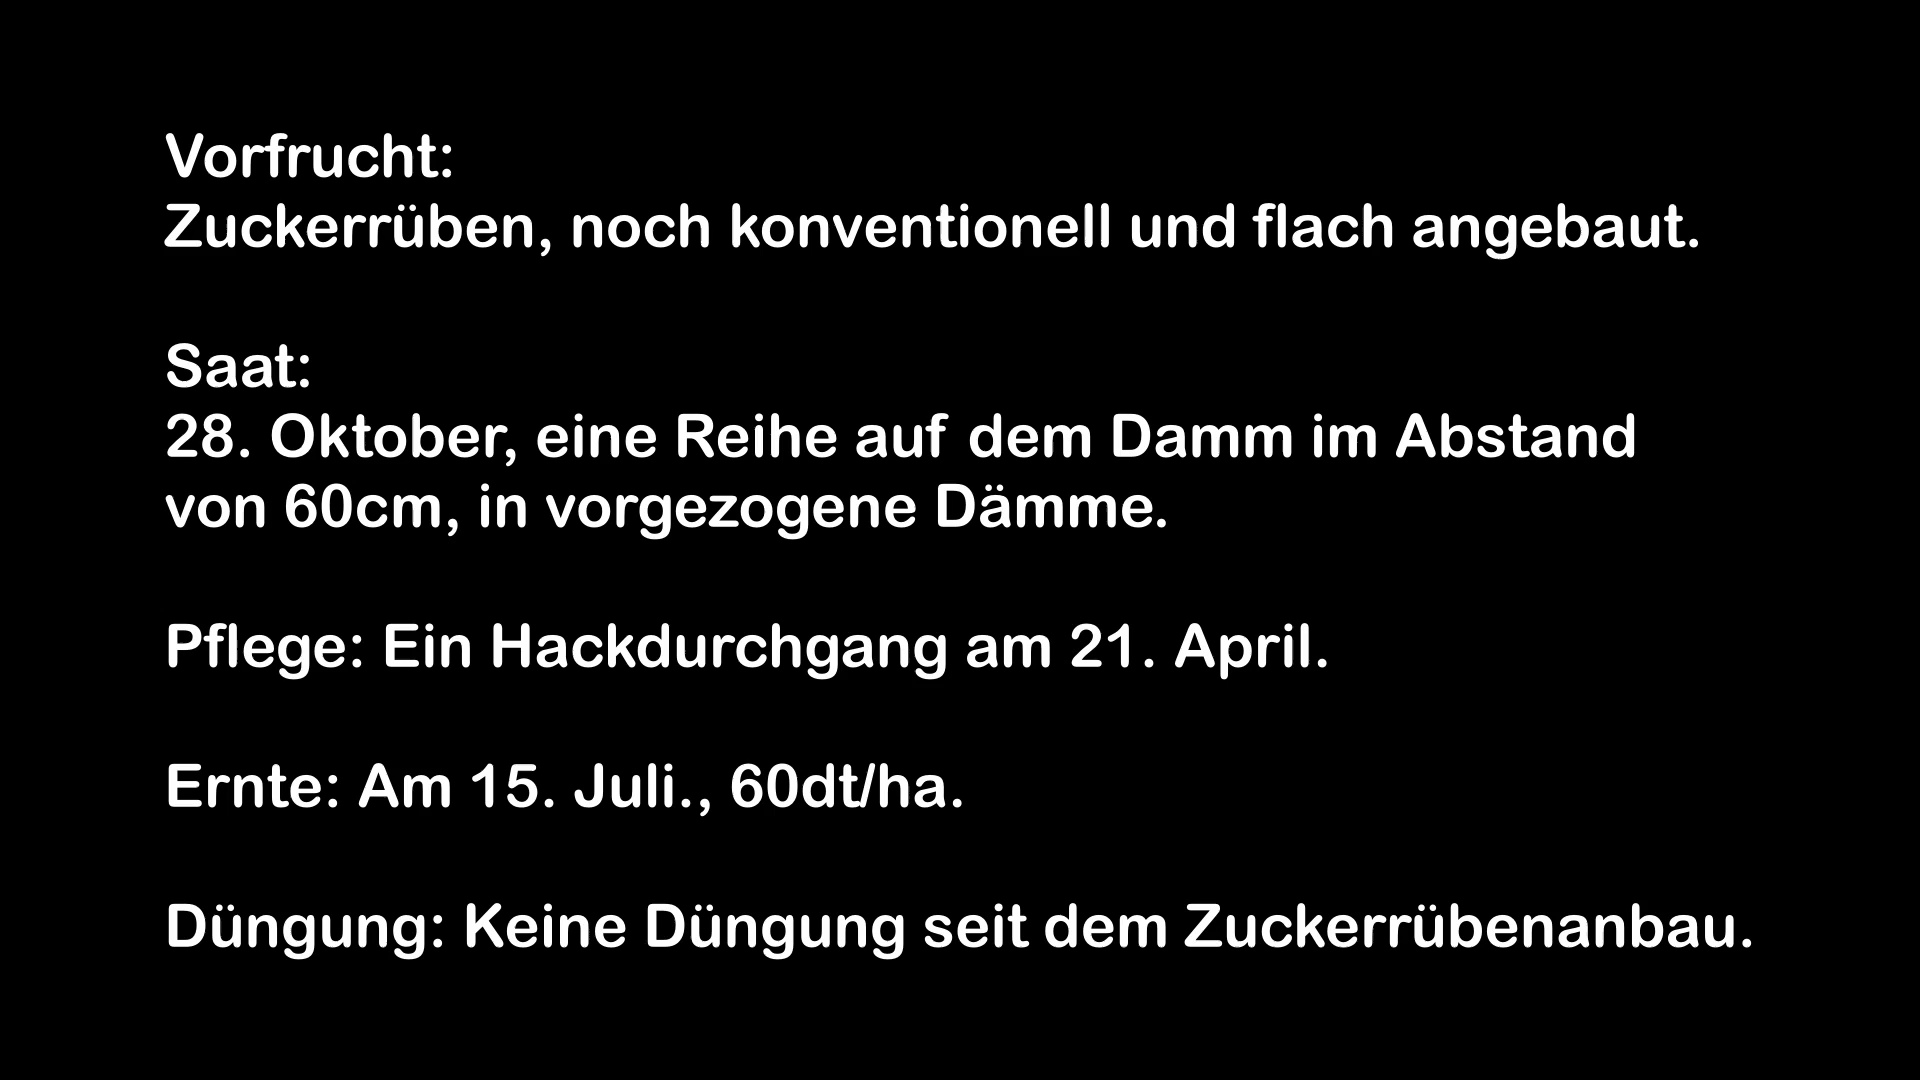 Vorfrucht:
Zuckerrüben, noch konventionell und flach angebaut.
Saat:
28. Oktober, eine Reihe auf dem Damm im Abstand
von 60cm, in vorgezogene Dämme.
Pflege: Ein Hackdurchgang am 21. April.
Ernte: Am 15. Juli., 60dt/ha.
Düngung: Keine Düngung seit dem Zuckerrübenanbau.